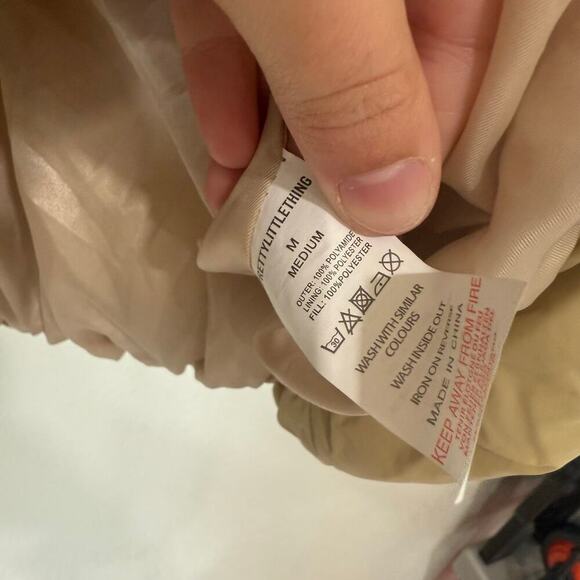 RETTYLITTLETHING
M
MEDIUM
OUTER: 100% POLYAMIDE
LINING: 100% POLYESTER
FILL: 100%POLYESTER
30
WASH WITH SIMILAR
COLOURS
WASH INSIDE OUT
IRON ON REVERSE
MADE IN CHINA
KEEP AWAY FROM FIRE